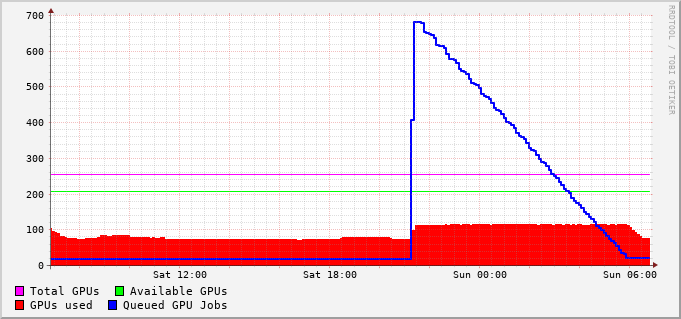 700
600
500
400
300
200
100
0
Sat 12:00 Sat 18:00 Sun 00:00 Sun 06:00
Total GPUs Available GPUs
GPUs used Queued GPU Jobs
RRDTOOL / TOBI OETIKER